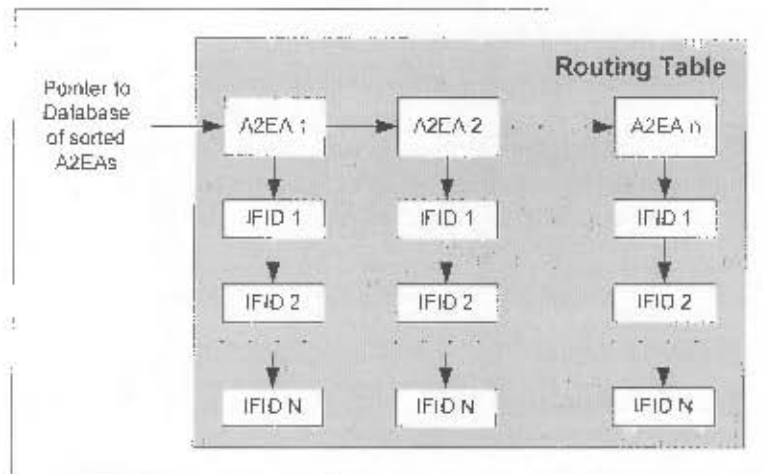 Routing Table
Pointer to
Database
of sorted
A2EAs
A2EA 1
A2EA 2
A2EA n
IFID 1
IFID 1
IFID 1
IFID 2
IFID 2
IFID 2
IFID N
IFID N
IFID N